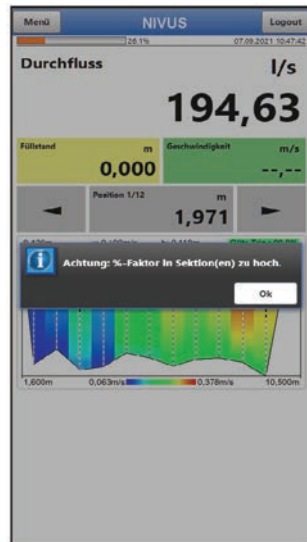 Menü NIVUS Logout
26.1% 07.09.2021 10:47:42
Durchfluss l/s
194,63
Füllstand m Geschwindigkeit m/s
0,000 --,--
Position 1/12 m
1,971
Achtung: %-Faktor in Sektion(en) zu hoch.
Ok
1,600m 0,063m/s 0,378m/s 10,500m